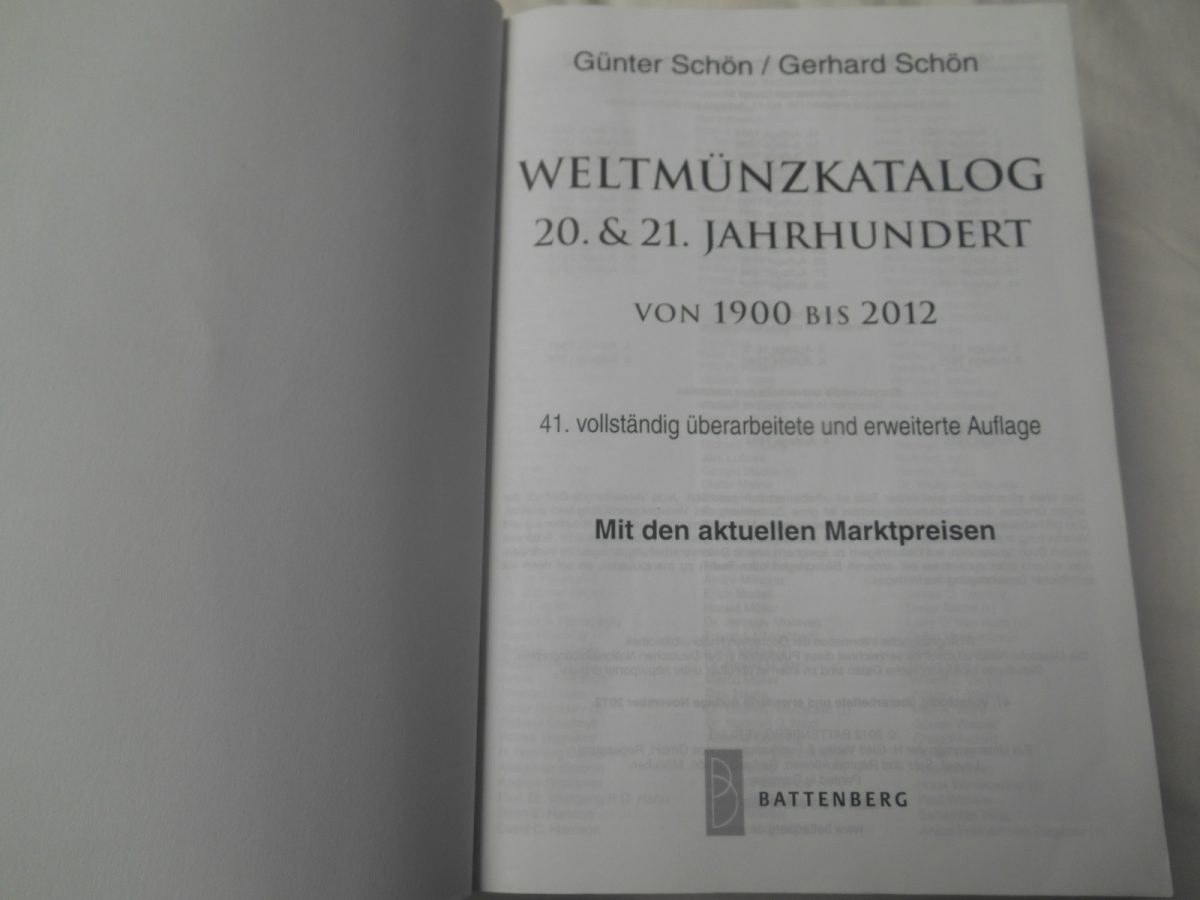 Günter Schön / Gerhard Schön
WELTMÜNZKATALOG
20. & 21. JAHRHUNDERT
VON 1900 BIS 2012
41. vollständig überarbeitete und erweiterte Auflage
Mit den aktuellen Marktpreisen
BATTENBERG